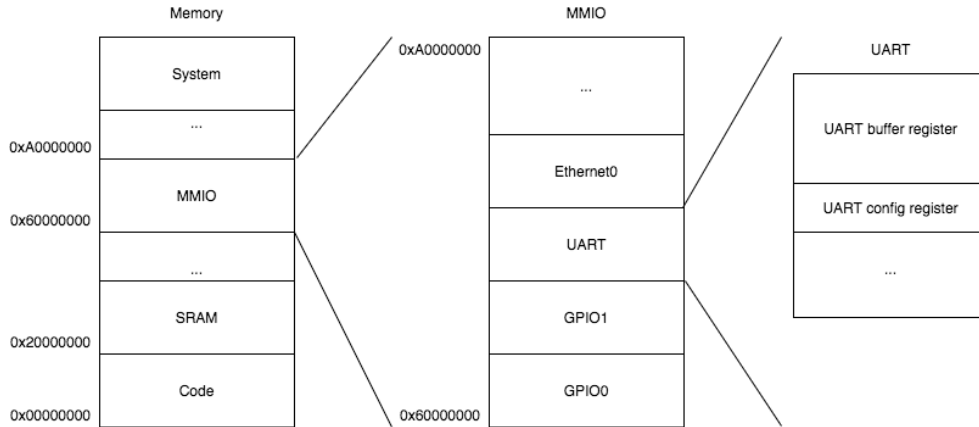 Memory
System
...
0xA0000000
MMIO
0x60000000
...
SRAM
0x20000000
Code
0x00000000
MMIO
0xA0000000
...
Ethernet0
UART
GPIO1
GPIO0
0x60000000
UART
UART buffer register
UART config register
...